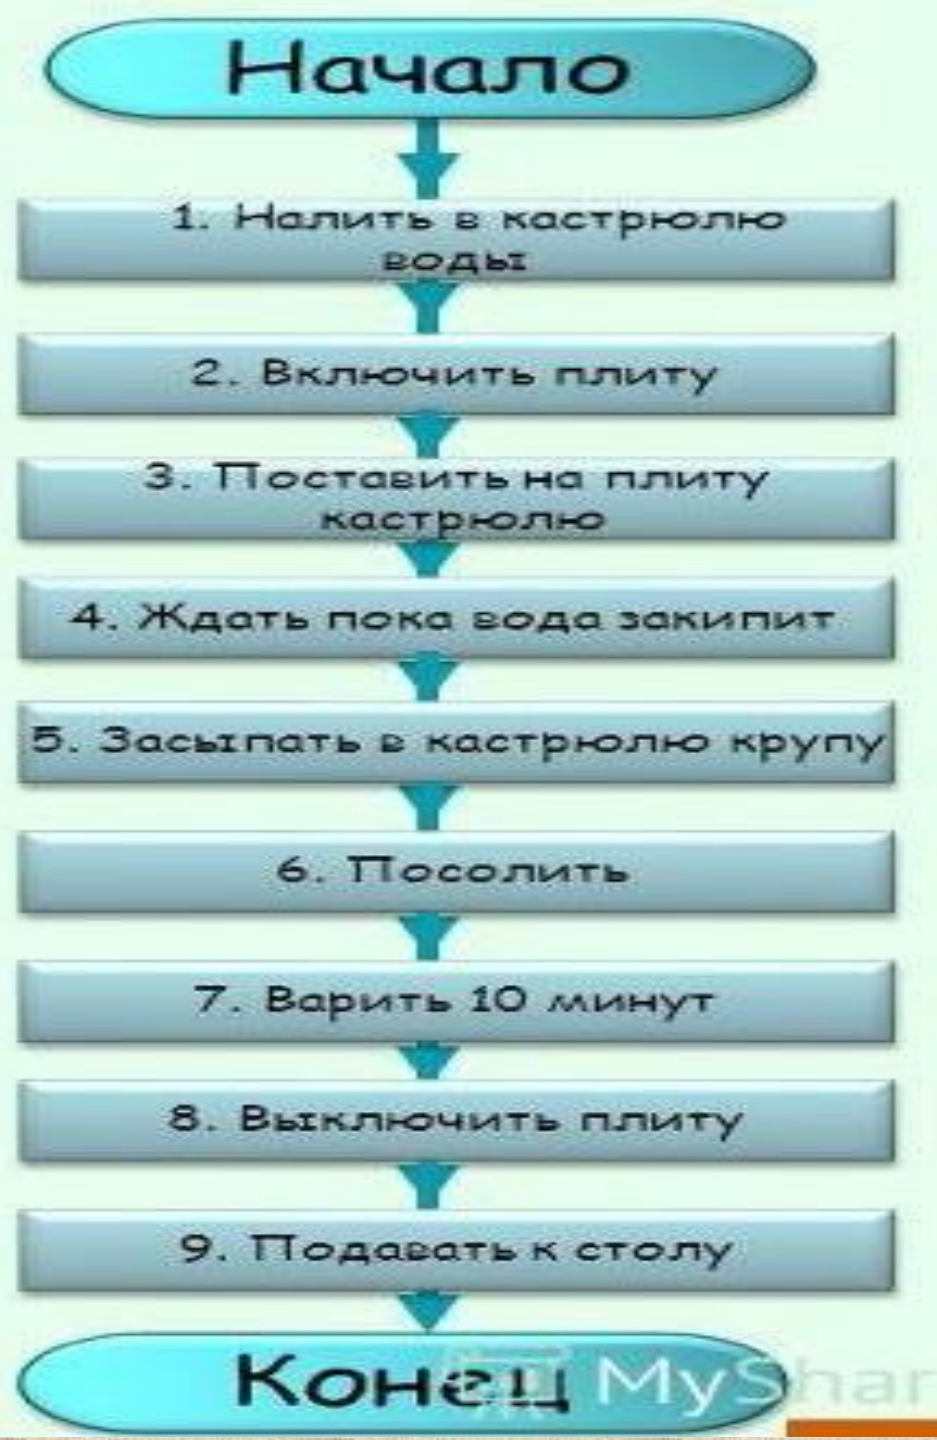 Начало
1. Налить в кастрюлю
воды
2. Включить плиту
3. Поставить на плиту
кастрюлю
4. Ждать пока вода закипит
5. Засыпать в кастрюлю крупу
6. Посолить
7. Варить 10 минут
8. Выключить плиту
9. Подавать к столу
Конец
MyShar